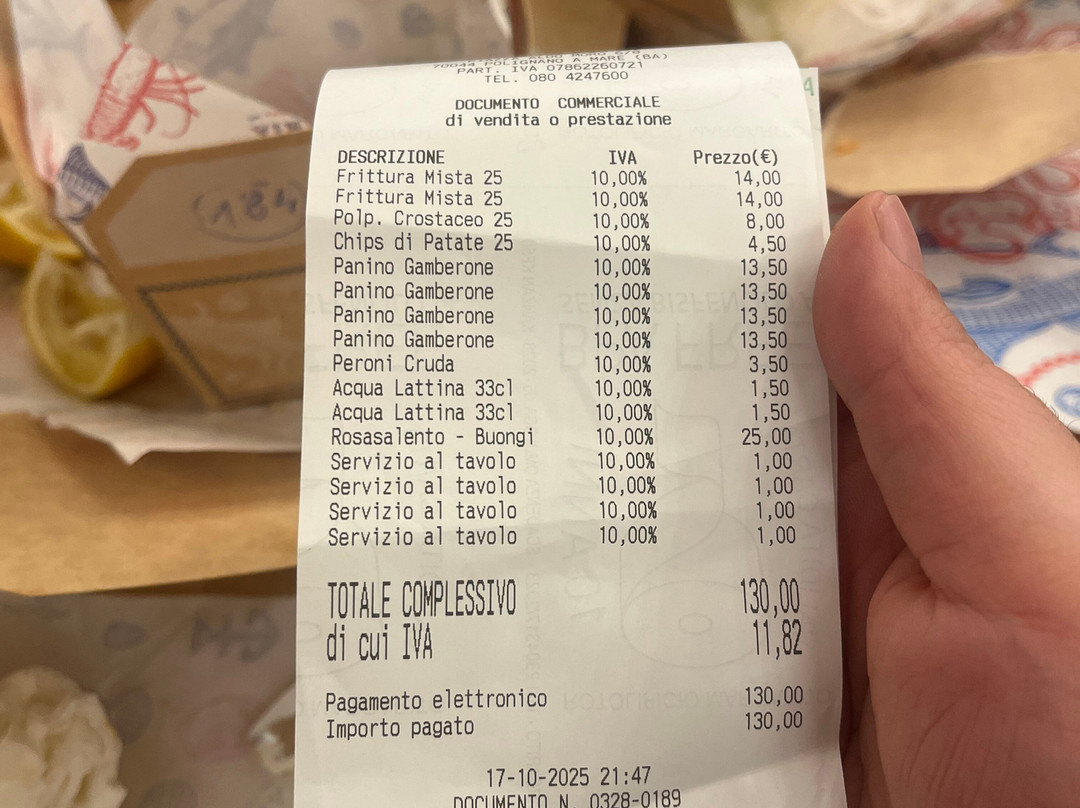 70044 POLIGNANO A MARE (BA)
PART. IVA 07862260721
TEL. 080 4247600
DOCUMENTO COMMERCIALE
di vendita o prestazione
DESCRIZIONE IVA Prezzo(€)
Frittura Mista 25 10,00% 14,00
Frittura Mista 25 10,00% 14,00
Polp. Crostaceo 25 10,00% 8,00
Chips di Patate 25 10,00% 4,50
Panino Gamberone 10,00% 13,50
Panino Gamberone 10,00% 13,50
Panino Gamberone 10,00% 13,50
Panino Gamberone 10,00% 13,50
Peroni Cruda 10,00% 3,50
Acqua Lattina 33cl 10,00% 1,50
Acqua Lattina 33cl 10,00% 1,50
Rosasalento - Buongi 10,00% 25,00
Servizio al tavolo 10,00% 1,00
Servizio al tavolo 10,00% 1,00
Servizio al tavolo 10,00% 1,00
Servizio al tavolo 10,00% 1,00
TOTALE COMPLESSIVO 130,00
di cui IVA 11,82
Pagamento elettronico 130,00
Importo pagato 130,00
17-10-2025 21:47
DOCUMENTO N. 0328-0189